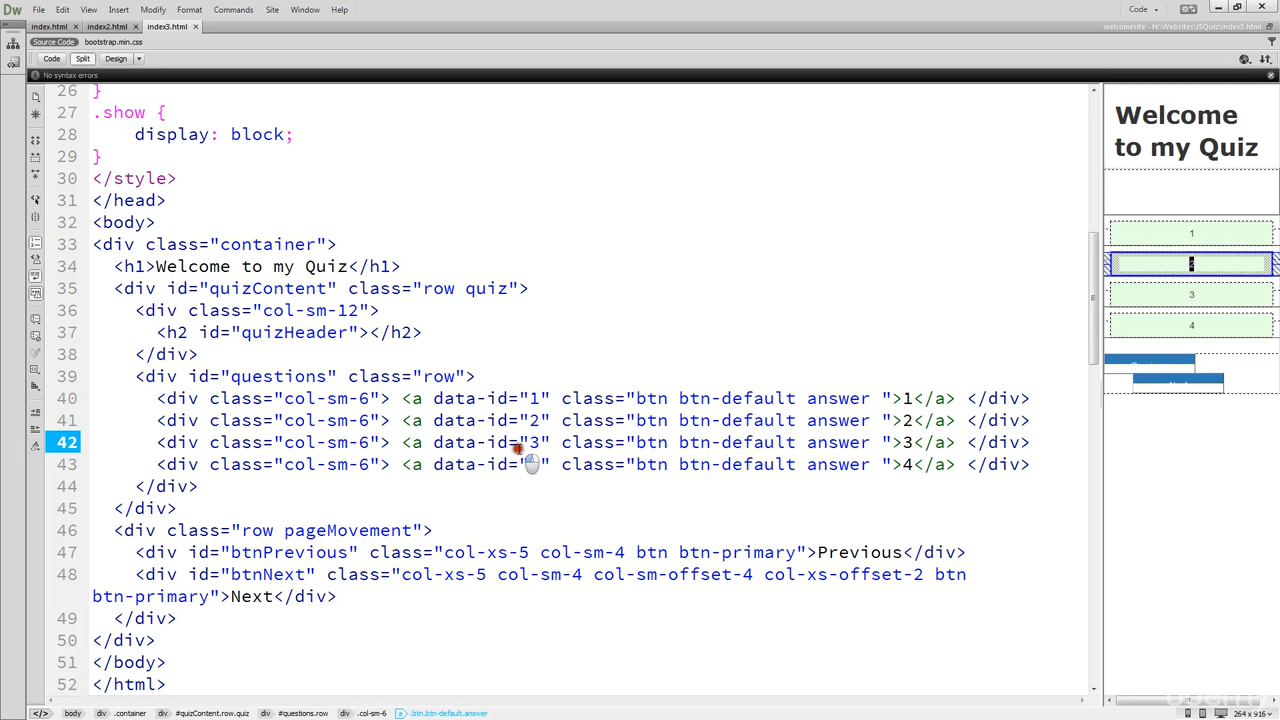 Dw File Edit View Insert Modify Format Commands Site Window Help Code
index.html × index2.html × index3.html × welcomesite - H:\Websites\JSQuiz\index3.html
Source Code bootstrap.min.css
Code Split Design
No syntax errors
26 }
27 .show {
28 display: block;
29 }
30 </style>
31 </head>
32 <body>
33 <div class="container">
34 <h1>Welcome to my Quiz</h1>
35 <div id="quizContent" class="row quiz">
36 <div class="col-sm-12">
37 <h2 id="quizHeader"></h2>
38 </div>
39 <div id="questions" class="row">
40 <div class="col-sm-6"> <a data-id="1" class="btn btn-default answer ">1</a> </div>
41 <div class="col-sm-6"> <a data-id="2" class="btn btn-default answer ">2</a> </div>
42 <div class="col-sm-6"> <a data-id="3" class="btn btn-default answer ">3</a> </div>
43 <div class="col-sm-6"> <a data-id=" " class="btn btn-default answer ">4</a> </div>
44 </div>
45 </div>
46 <div class="row pageMovement">
47 <div id="btnPrevious" class="col-xs-5 col-sm-4 btn btn-primary">Previous</div>
48 <div id="btnNext" class="col-xs-5 col-sm-4 col-sm-offset-4 col-xs-offset-2 btn
btn-primary">Next</div>
49 </div>
50 </div>
51 </body>
52 </html>
Welcome
to my Quiz
1
2
3
4
</> body div .container div #quizContent.row.quiz div #questions.row div .col-sm-6 a .btn.btn-default.answer
264 x 916